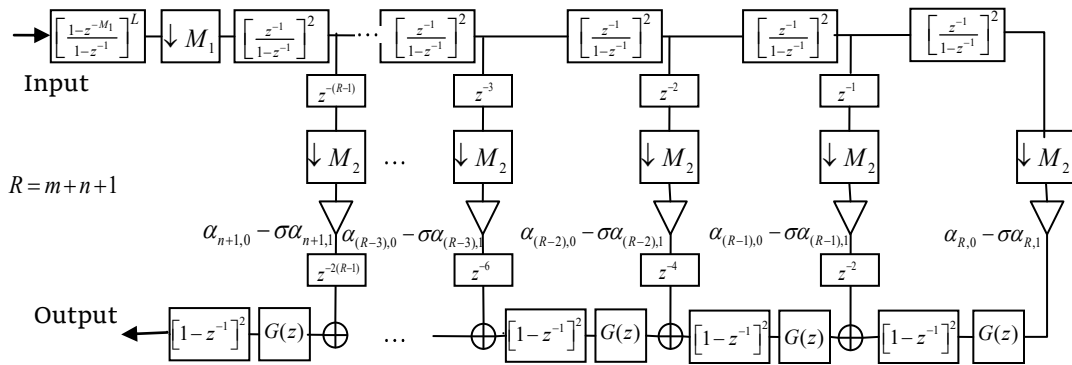 [(1-z^{-M_1})/(1-z^{-1})]^L ↓M_1 [z^{-1}/(1-z^{-1})]^2 ... [z^{-1}/(1-z^{-1})]^2 [z^{-1}/(1-z^{-1})]^2 [z^{-1}/(1-z^{-1})]^2 [z^{-1}/(1-z^{-1})]^2
Input
z^{-(R-1)} z^{-3} z^{-2} z^{-1}
↓M_2 ... ↓M_2 ↓M_2 ↓M_2 ↓M_2
R=m+n+1
α_{n+1,0}-σα_{n+1,1} α_{(R-3),0}-σα_{(R-3),1} α_{(R-2),0}-σα_{(R-2),1} α_{(R-1),0}-σα_{(R-1),1} α_{R,0}-σα_{R,1}
z^{-2(R-1)} z^{-6} z^{-4} z^{-2}
Output
[1-z^{-1}]^2 G(z) ... [1-z^{-1}]^2 G(z) [1-z^{-1}]^2 G(z) [1-z^{-1}]^2 G(z)